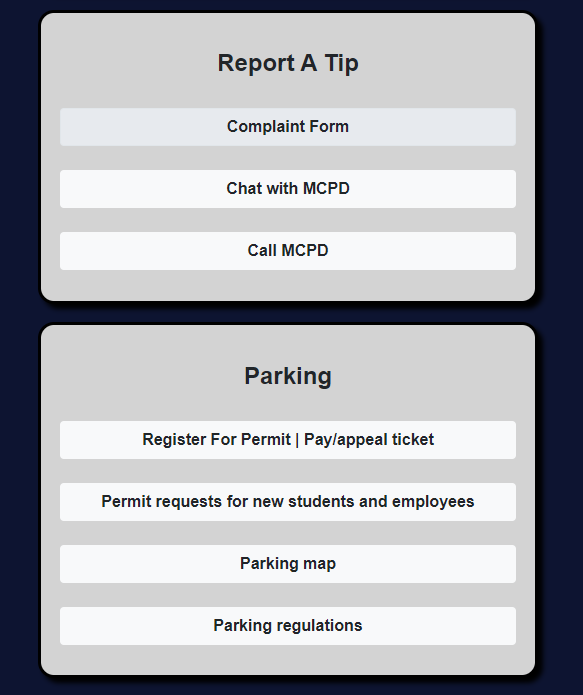 Report A Tip
Complaint Form
Chat with MCPD
Call MCPD
Parking
Register For Permit | Pay/appeal ticket
Permit requests for new students and employees
Parking map
Parking regulations